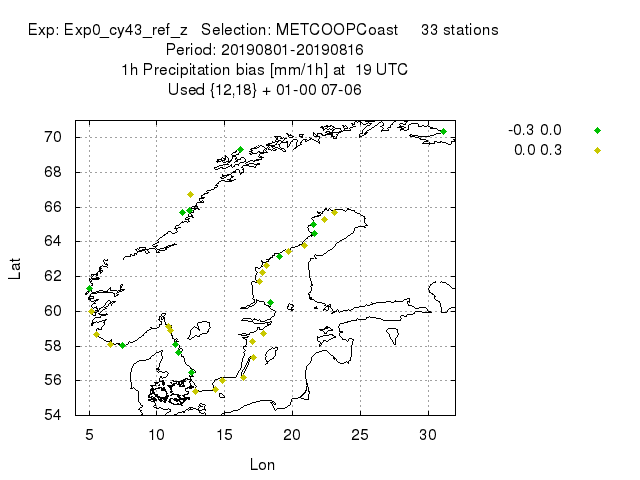 Exp: Exp0_cy43_ref_z   Selection: METCOOPCoast     33 stations
Period: 20190801-20190816
1h Precipitation bias [mm/1h] at  19 UTC
Used {12,18} + 01-00 07-06
-0.3 0.0
0.0 0.3
70
68
66
64
62
60
58
56
54
Lat
5 10 15 20 25 30
Lon